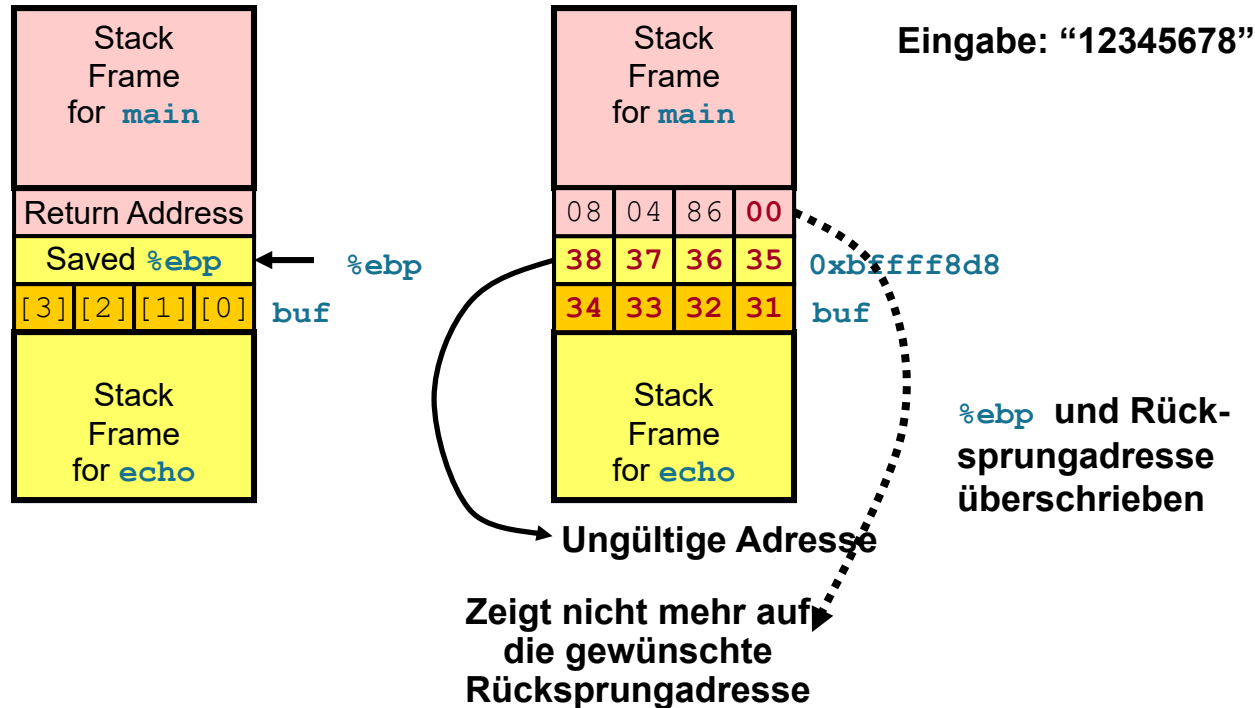 Stack
Frame
for main
Return Address
Saved %ebp
%ebp
[3] [2] [1] [0]
buf
Stack
Frame
for echo
Stack
Frame
for main
08 04 86 00
38 37 36 35
0xbffff8d8
34 33 32 31
buf
Stack
Frame
for echo
Eingabe: “12345678”
%ebp und Rück-
sprungadresse
überschrieben
Ungültige Adresse
Zeigt nicht mehr auf
die gewünschte
Rücksprungadresse